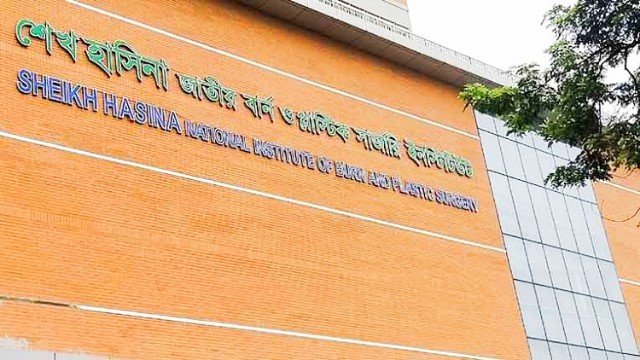 শেখ হাসিনা জাতীয় বার্ন ও প্লাস্টিক সার্জারি ইনস্টিটিউট
SHEIKH HASINA NATIONAL INSTITUTE OF BURN AND PLASTIC SURGERY